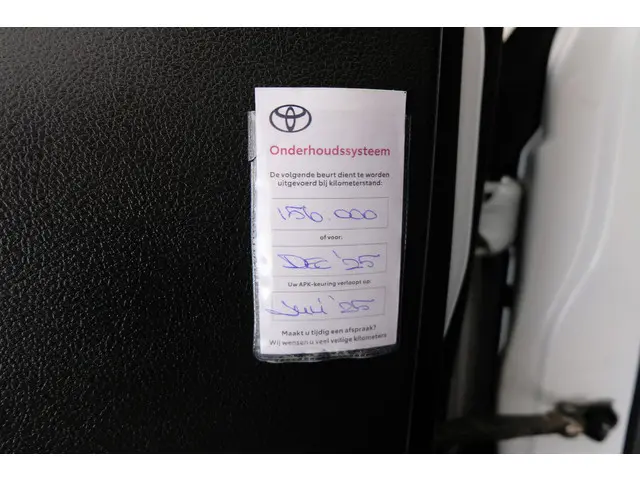 Onderhoudssysteem
De volgende beurt dient te worden
uitgevoerd bij kilometerstand:
156.000
of voor:
DEC '25
Uw APK-keuring verloopt op:
Juni '25
Maakt u tijdig een afspraak?
Wij wensen u veel veilige kilometers